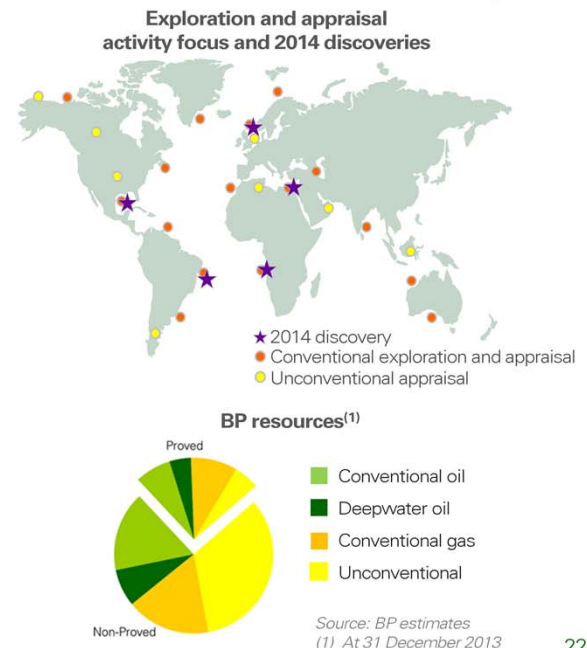 Exploration and appraisal
activity focus and 2014 discoveries
2014 discovery
Conventional exploration and appraisal
Unconventional appraisal
BP resources(1)
Proved
Non-Proved
Conventional oil
Deepwater oil
Conventional gas
Unconventional
Source: BP estimates
(1) At 31 December 2013
22